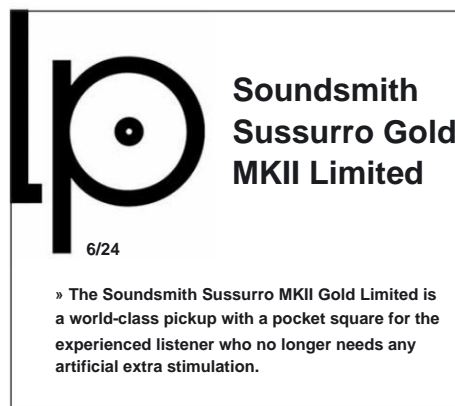 lp
6/24
Soundsmith
Sussurro Gold
MKII Limited
» The Soundsmith Sussurro MKII Gold Limited is
a world-class pickup with a pocket square for the
experienced listener who no longer needs any
artificial extra stimulation.